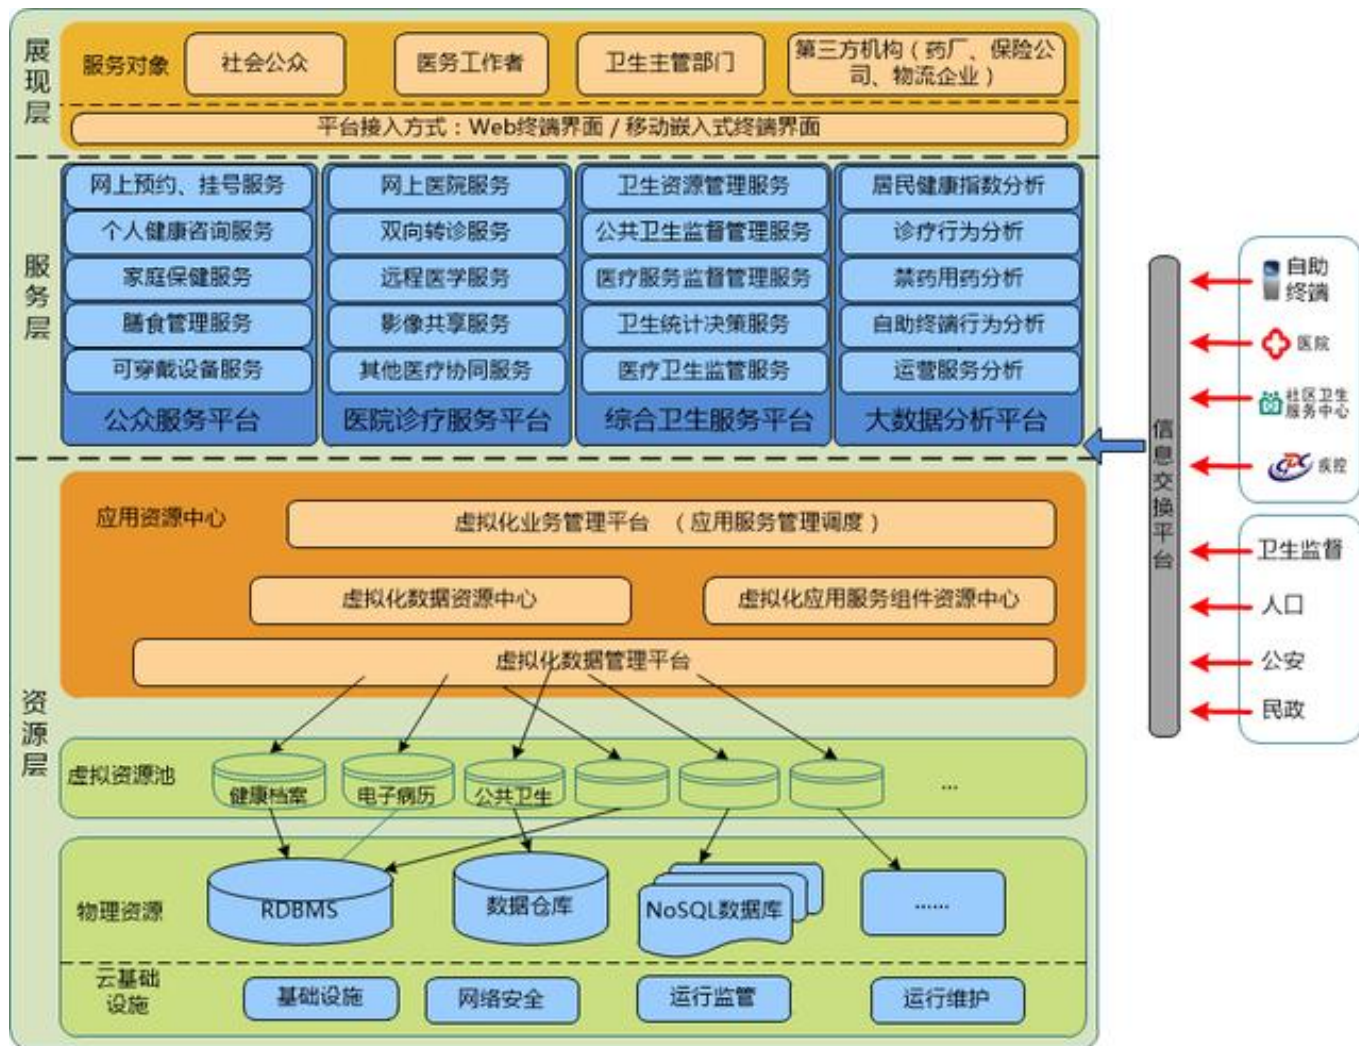 展现层
服务对象
社会公众
医务工作者
卫生主管部门
第三方机构（药厂、保险公
司、物流企业）
平台接入方式：Web终端界面 / 移动嵌入式终端界面
服务层
网上预约、挂号服务
个人健康咨询服务
家庭保健服务
膳食管理服务
可穿戴设备服务
公众服务平台
网上医院服务
双向转诊服务
远程医学服务
影像共享服务
其他医疗协同服务
医院诊疗服务平台
卫生资源管理服务
公共卫生监督管理服务
医疗服务监督管理服务
卫生统计决策服务
医疗卫生监管服务
综合卫生服务平台
居民健康指数分析
诊疗行为分析
禁药用药分析
自助终端行为分析
运营服务分析
大数据分析平台
资源层
应用资源中心
虚拟化业务管理平台 （应用服务管理调度）
虚拟化数据资源中心
虚拟化应用服务组件资源中心
虚拟化数据管理平台
虚拟资源池
健康档案
电子病历
公共卫生
...
物理资源
RDBMS
数据仓库
NoSQL数据库
......
云基础
设施
基础设施
网络安全
运行监管
运行维护
信息交换平台
自助
终端
医院
社区卫生
服务中心
疾控
卫生监督
人口
公安
民政